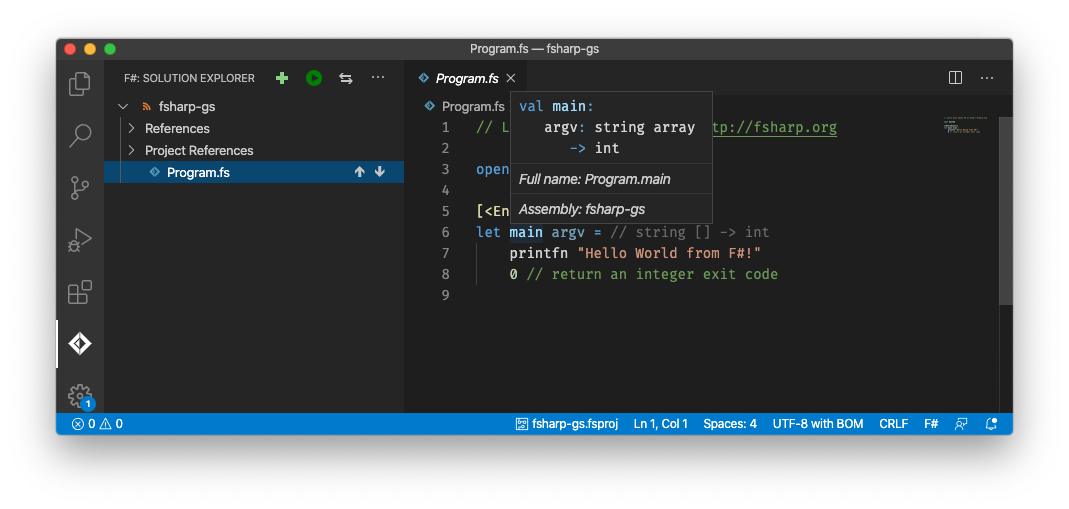 Program.fs — fsharp-gs
F#: SOLUTION EXPLORER
fsharp-gs
References
Project References
Program.fs
Program.fs
Program.fs
val main:
argv: string array
-> int
Full name: Program.main
Assembly: fsharp-gs
1 // L tp://fsharp.org
2
3 open
4
5 [<En
6 let main argv = // string [] -> int
7 printfn "Hello World from F#!"
8 0 // return an integer exit code
9
1
0 0 fsharp-gs.fsproj Ln 1, Col 1 Spaces: 4 UTF-8 with BOM CRLF F#